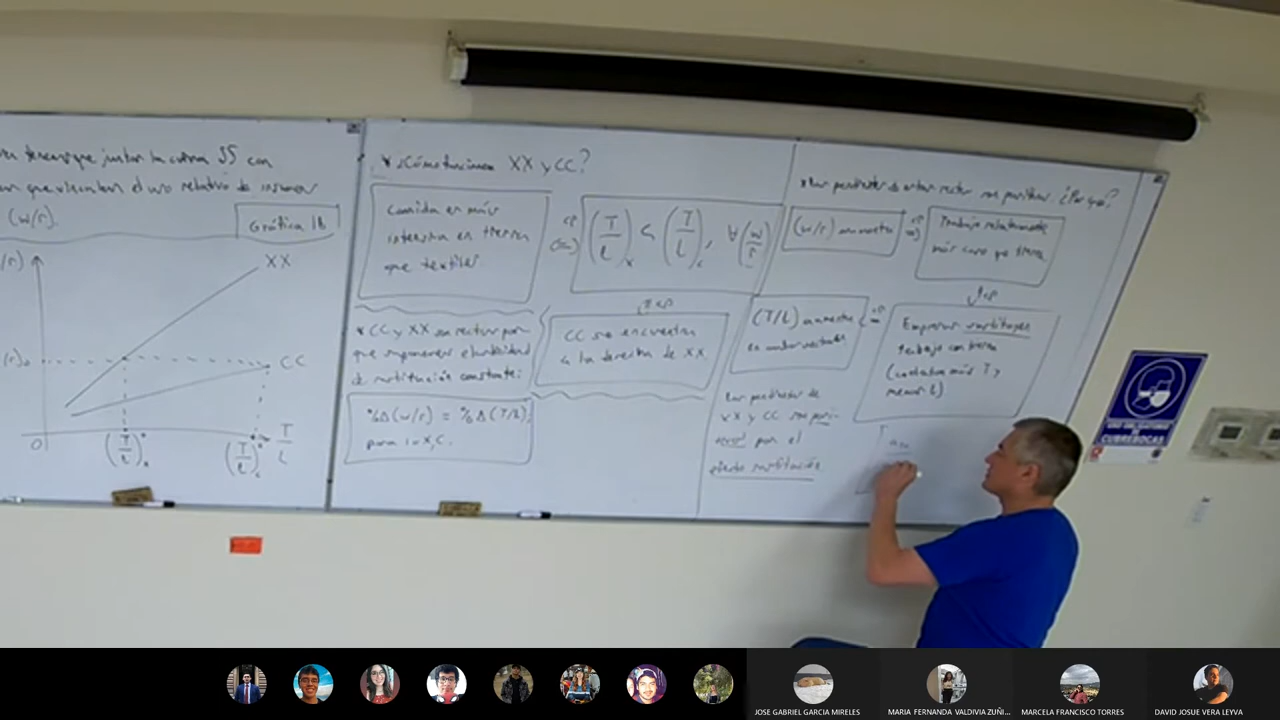 tenemos que juntar la curva SS con
que vinculan el uso relativo de insumos
(w/r).
Gráfica 1B
XX
CC
0
(T/L)
(T/L)
T/L
* ¿Cómo funcionan XX y CC?
Comida es más
intensiva en tierra
que textiles.
(T/L)x < (T/L)c, ∀(w/r)
* CC y XX son rectas por
que suponemos elasticidad
de sustitución constante:
%Δ(w/r) = %Δ(T/L)
para i=X,C.
CC se encuentra
a la derecha de XX
* Las pendientes de ambas rectas son positivas ¿Por qué?
(w/r) aumenta
Trabajo relativamente
más caro que tierra
Empresas sustituyen
trabajo con tierra
(contratan más T y
menos L)
(T/L) aumenta
en ambos
Las pendientes de
XX y CC son posi-
por el
efecto sustitución
USO OBLIGATORIO
DE CUBREBOCAS
JOSE GABRIEL GARCIA MIRELES
MARIA FERNANDA VALDIVIA ZUÑI...
MARCELA FRANCISCO TORRES
DAVID JOSUE VERA LEYVA